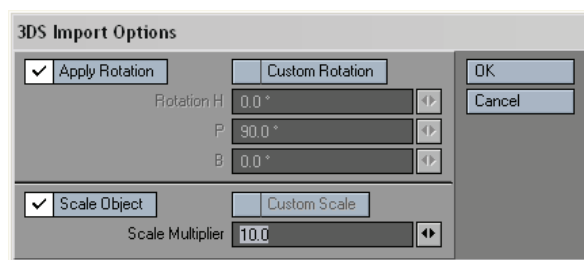 3DS Import Options
Apply Rotation Custom Rotation OK
Rotation H 0.0 ° Cancel
P 90.0 °
B 0.0 °
Scale Object Custom Scale
Scale Multiplier 10.0